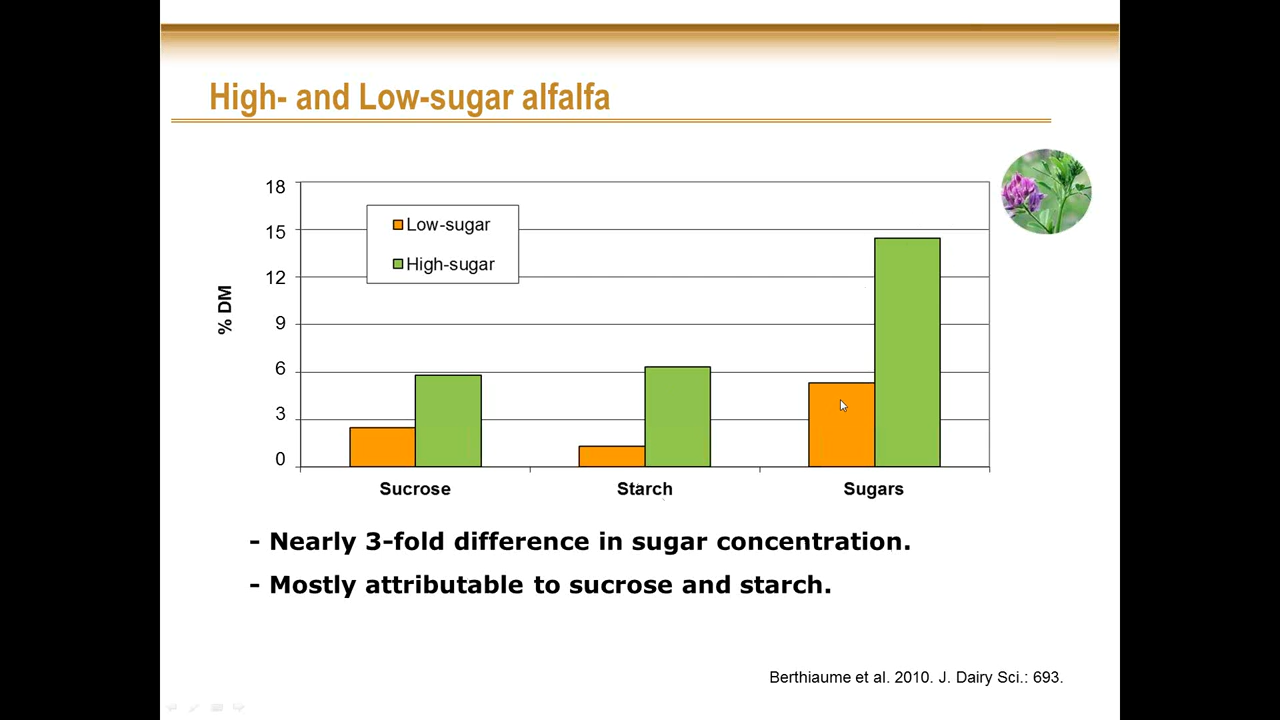 High- and Low-sugar alfalfa
18
15
12
9
6
3
0
% DM
Low-sugar
High-sugar
Sucrose Starch Sugars
- Nearly 3-fold difference in sugar concentration.
- Mostly attributable to sucrose and starch.
Berthiaume et al. 2010. J. Dairy Sci.: 693.